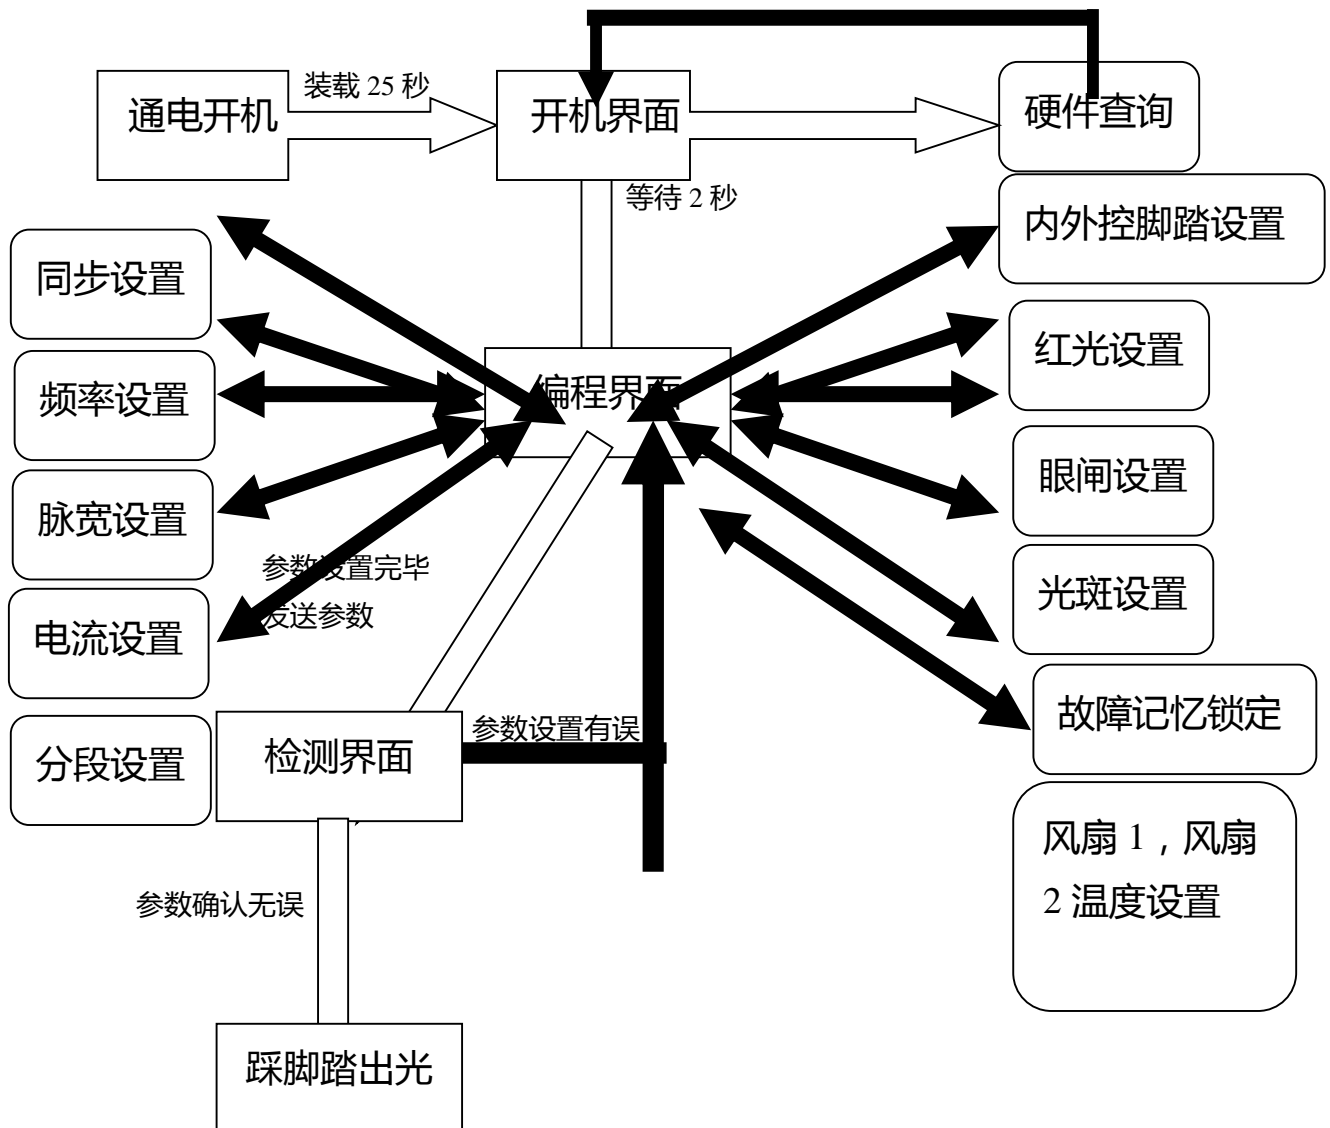 装载 25 秒
通电开机
开机界面
硬件查询
等待 2 秒
内外控脚踏设置
同步设置
红光设置
频率设置
编程界面
眼闸设置
脉宽设置
参数设置完毕
发送参数
光斑设置
电流设置
故障记忆锁定
分段设置
检测界面
参数设置有误
风扇 1，风扇
2 温度设置
参数确认无误
踩脚踏出光